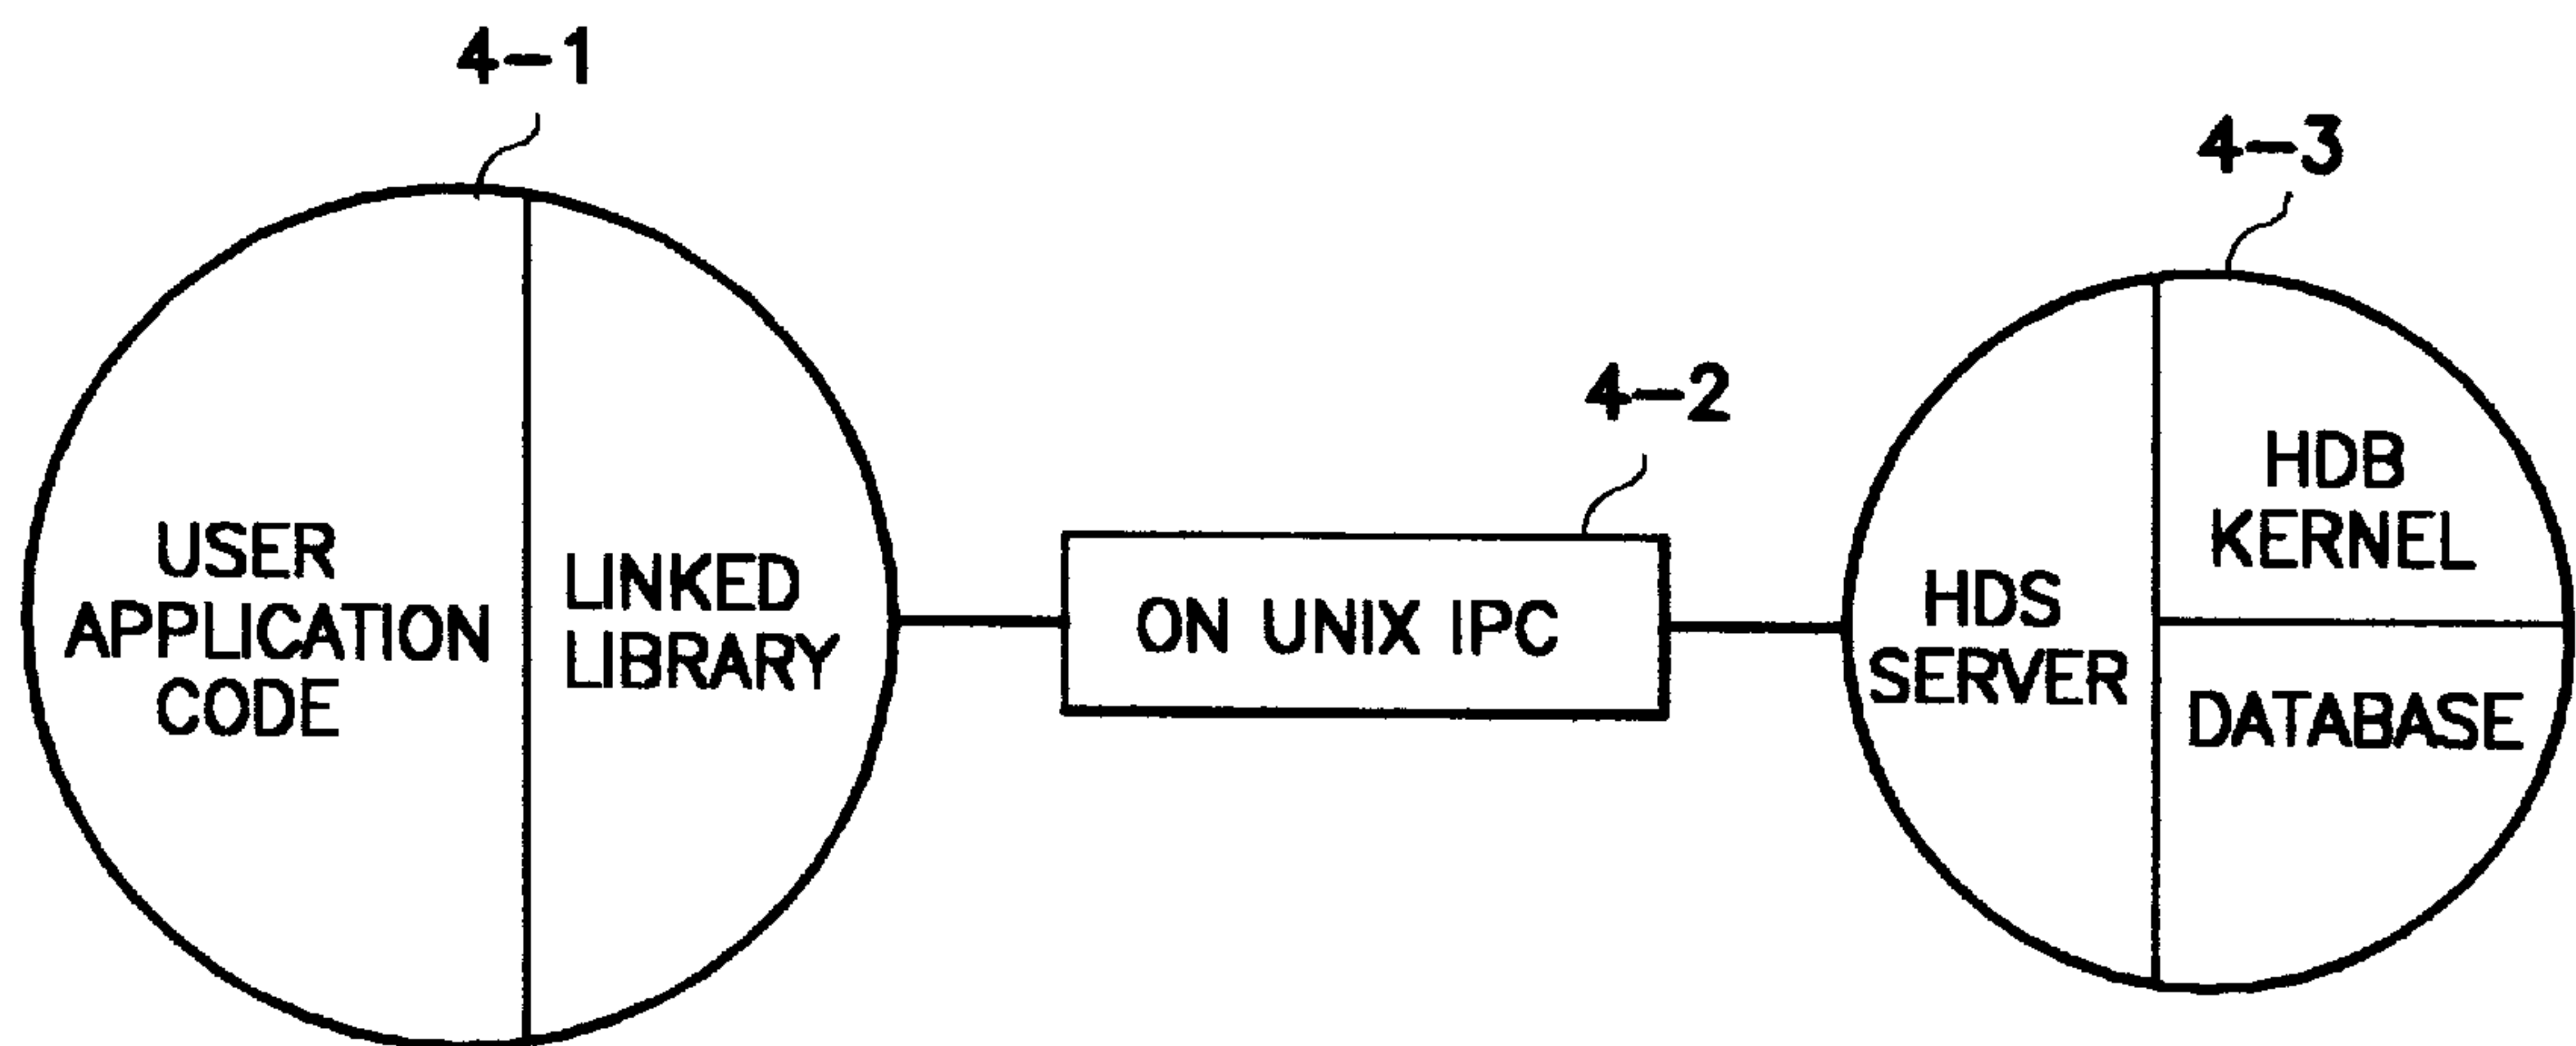 4-1
USER
APPLICATION
CODE
LINKED
LIBRARY
4-2
ON UNIX IPC
4-3
HDS
SERVER
HDB
KERNEL
DATABASE